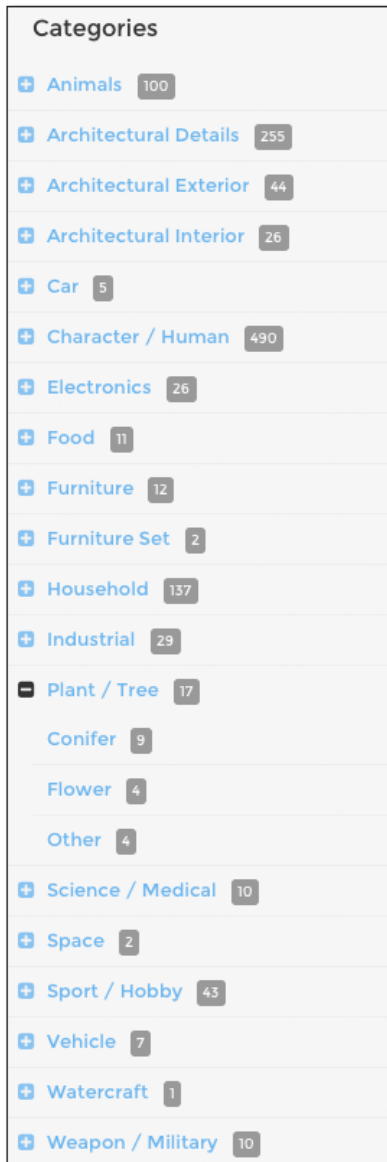 Categories
Animals 100
Architectural Details 255
Architectural Exterior 44
Architectural Interior 26
Car 5
Character / Human 490
Electronics 26
Food 11
Furniture 12
Furniture Set 2
Household 137
Industrial 29
Plant / Tree 17
Conifer 9
Flower 4
Other 4
Science / Medical 10
Space 2
Sport / Hobby 43
Vehicle 7
Watercraft 1
Weapon / Military 10